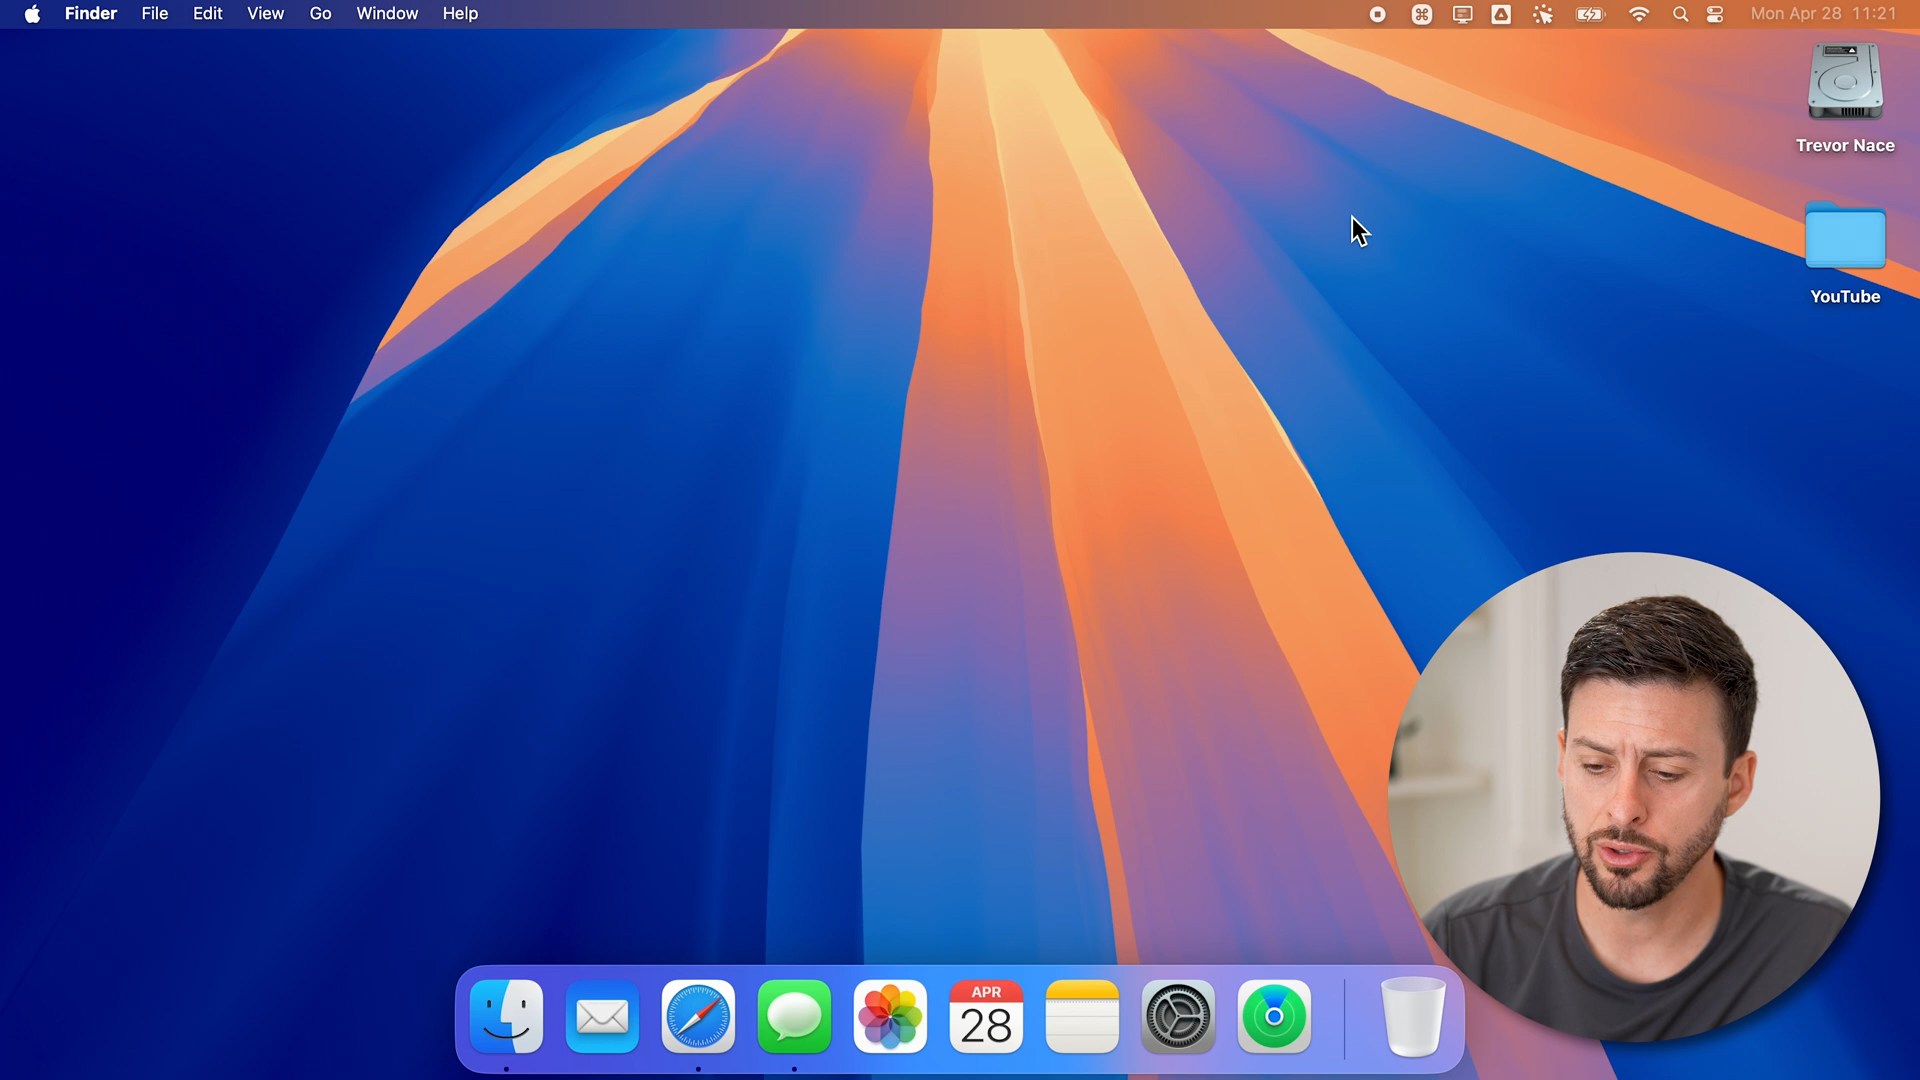 Finder File Edit View Go Window Help Mon Apr 28 11:21
Trevor Nace
YouTube
APR
28